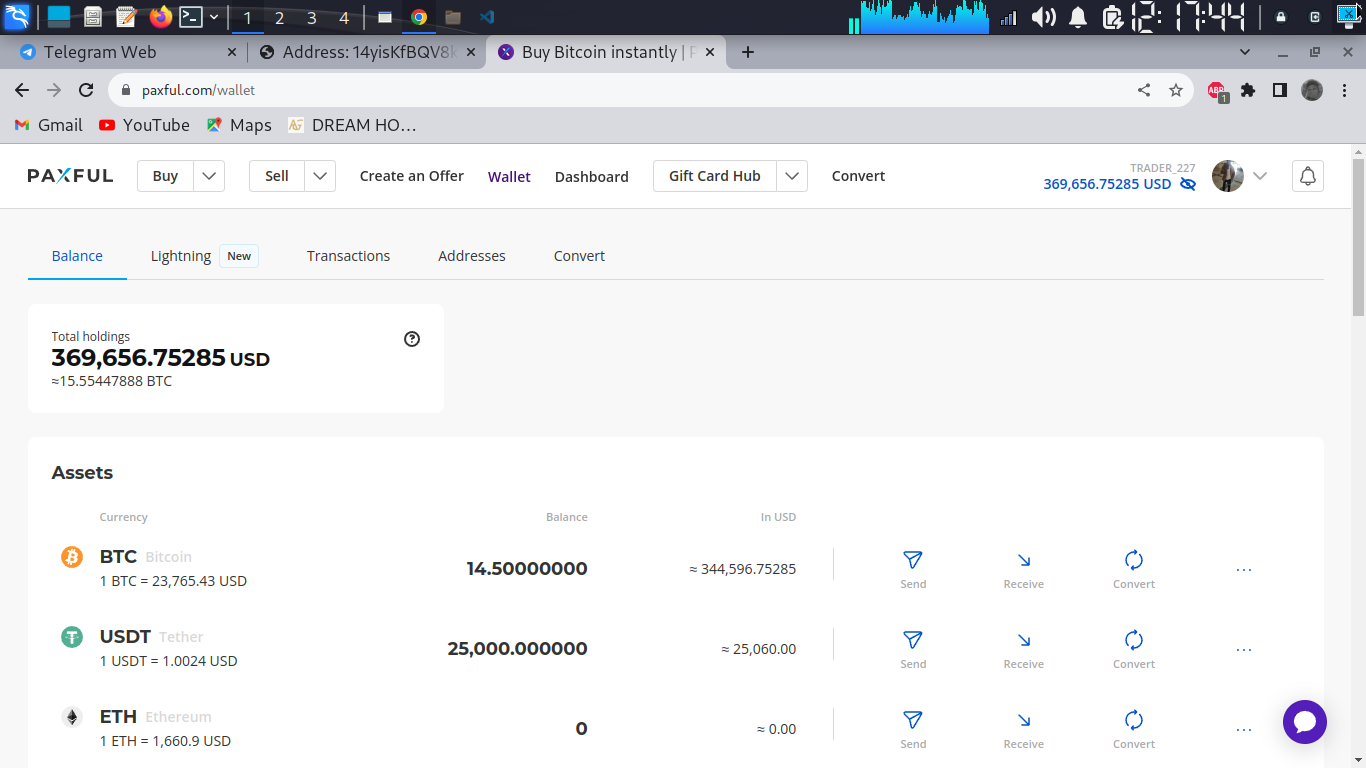 1 2 3 4 12:17:44
Telegram Web Address: 14yisKfBQV8k Buy Bitcoin instantly | P
paxful.com/wallet ABP 1
Gmail YouTube Maps AG DREAM HO...
PAXFUL Buy Sell Create an Offer Wallet Dashboard Gift Card Hub Convert TRADER_227
369,656.75285 USD
Balance Lightning New Transactions Addresses Convert
Total holdings
369,656.75285 USD
≈15.55447888 BTC
Assets
Currency Balance In USD
BTC Bitcoin 14.50000000 ≈ 344,596.75285
1 BTC = 23,765.43 USD Send Receive Convert
USDT Tether 25,000.000000 ≈ 25,060.00
1 USDT = 1.0024 USD Send Receive Convert
ETH Ethereum 0 ≈ 0.00
1 ETH = 1,660.9 USD Send Receive Convert